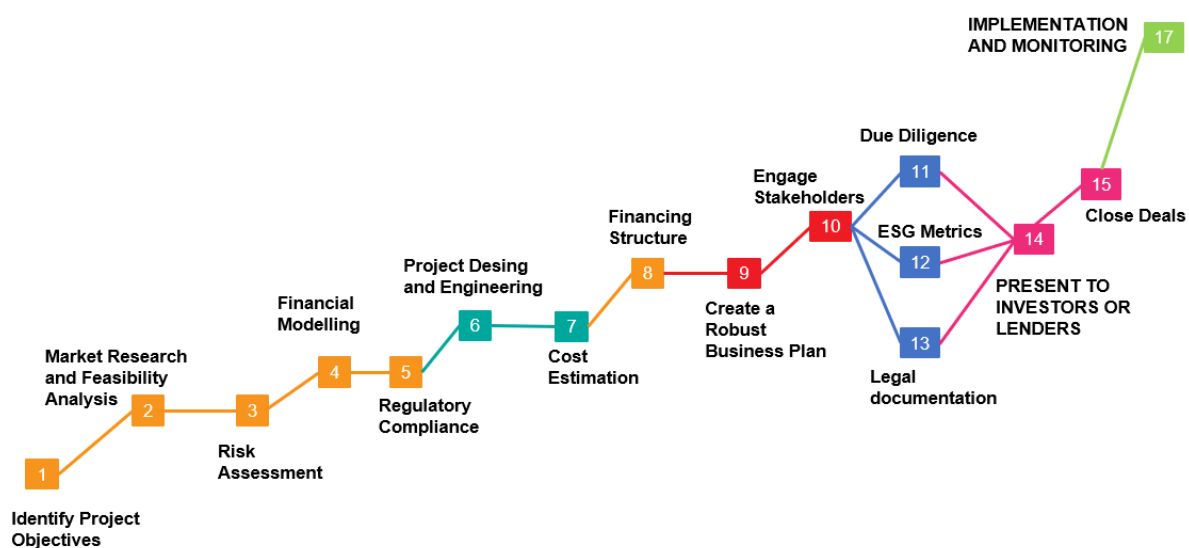 1
Identify Project
Objectives
Market Research
and Feasibility
Analysis
2
3
Risk
Assessment
Financial
Modelling
4
5
Regulatory
Compliance
Project Desing
and Engineering
6
7
Cost
Estimation
Financing
Structure
8
9
Create a
Robust
Business Plan
Engage
Stakeholders
10
Due Diligence
11
ESG Metrics
12
13
Legal
documentation
14
PRESENT TO
INVESTORS OR
LENDERS
15
Close Deals
IMPLEMENTATION
AND MONITORING
17